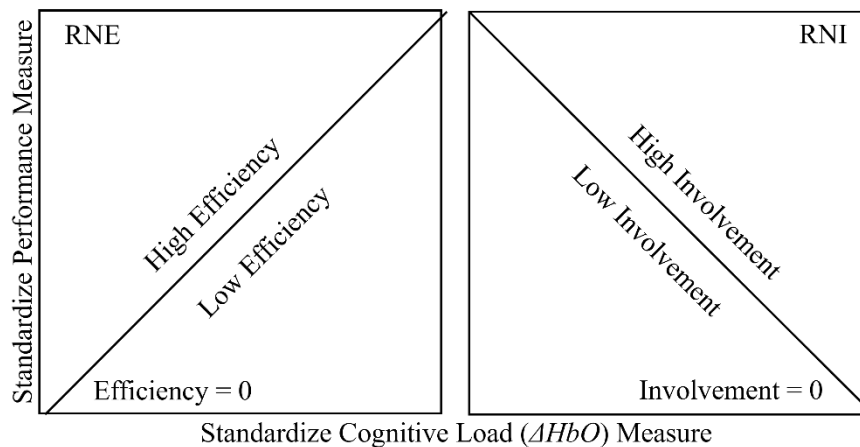 Standardize Performance Measure
RNE
High Efficiency
Low Efficiency
Efficiency = 0
RNI
High Involvement
Low Involvement
Involvement = 0
Standardize Cognitive Load (ΔHbO) Measure